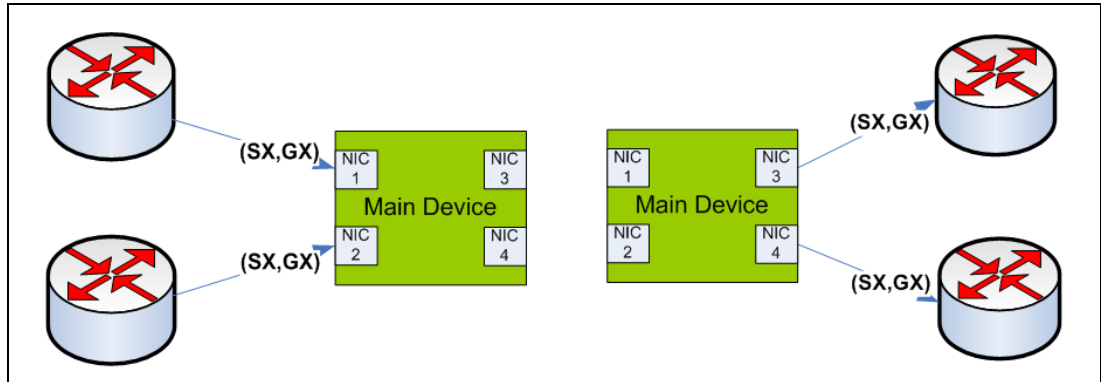 (SX,GX)
NIC
1
NIC
3
Main Device
(SX,GX)
NIC
2
NIC
4
NIC
1
NIC
3
(SX,GX)
Main Device
NIC
2
NIC
4
(SX,GX)